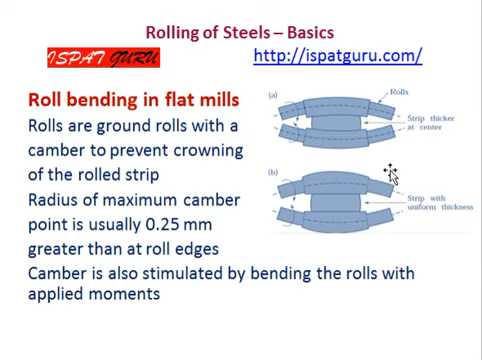 Rolling of Steels – Basics
ISPAT GURU
http://ispatguru.com/
Roll bending in flat mills
Rolls are ground rolls with a
camber to prevent crowning
of the rolled strip
Radius of maximum camber
point is usually 0.25 mm
greater than at roll edges
Camber is also stimulated by bending the rolls with
applied moments
(a)
Rolls
Strip thicker
at center
(b)
Strip with
uniform thickness